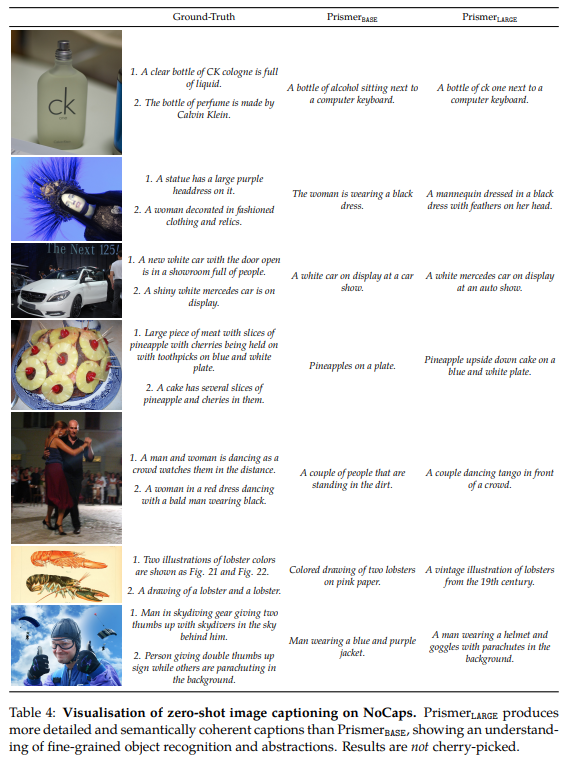 Ground-Truth
Prismer BASE
Prismer LARGE
ck
one
1. A clear bottle of CK cologne is full
of liquid.
2. The bottle of perfume is made by
Calvin Klein.
A bottle of alcohol sitting next to
a computer keyboard.
A bottle of ck one next to a
computer keyboard.
1. A statue has a large purple
headdress on it.
2. A woman decorated in fashioned
clothing and relics.
The woman is wearing a black
dress.
A mannequin dressed in a black
dress with feathers on her head.
The Next 125!
1. A new white car with the door open
is in a showroom full of people.
2. A shiny white mercedes car is on
display.
A white car on display at a car
show.
A white mercedes car on display
at an auto show.
1. Large piece of meat with slices of
pineapple with cherries being held on
with toothpicks on blue and white
plate.
2. A cake has several slices of
pineapple and cheries in them.
Pineapples on a plate.
Pineapple upside down cake on a
blue and white plate.
1. A man and woman is dancing as a
crowd watches them in the distance.
2. A woman in a red dress dancing
with a bald man wearing black.
A couple of people that are
standing in the dirt.
A couple dancing tango in front
of a crowd.
1. Two illustrations of lobster colors
are shown as Fig. 21 and Fig. 22.
2. A drawing of a lobster and a lobster.
Colored drawing of two lobsters
on pink paper.
A vintage illustration of lobsters
from the 19th century.
1. Man in skydiving gear giving two
thumbs up with skydivers in the sky
behind him.
2. Person giving double thumbs up
sign while others are parachuting in
the background.
Man wearing a blue and purple
jacket.
A man wearing a helmet and
goggles with parachutes in the
background.
Table 4: Visualisation of zero-shot image captioning on NoCaps. Prismer LARGE produces
more detailed and semantically coherent captions than Prismer BASE, showing an understand-
ing of fine-grained object recognition and abstractions. Results are not cherry-picked.